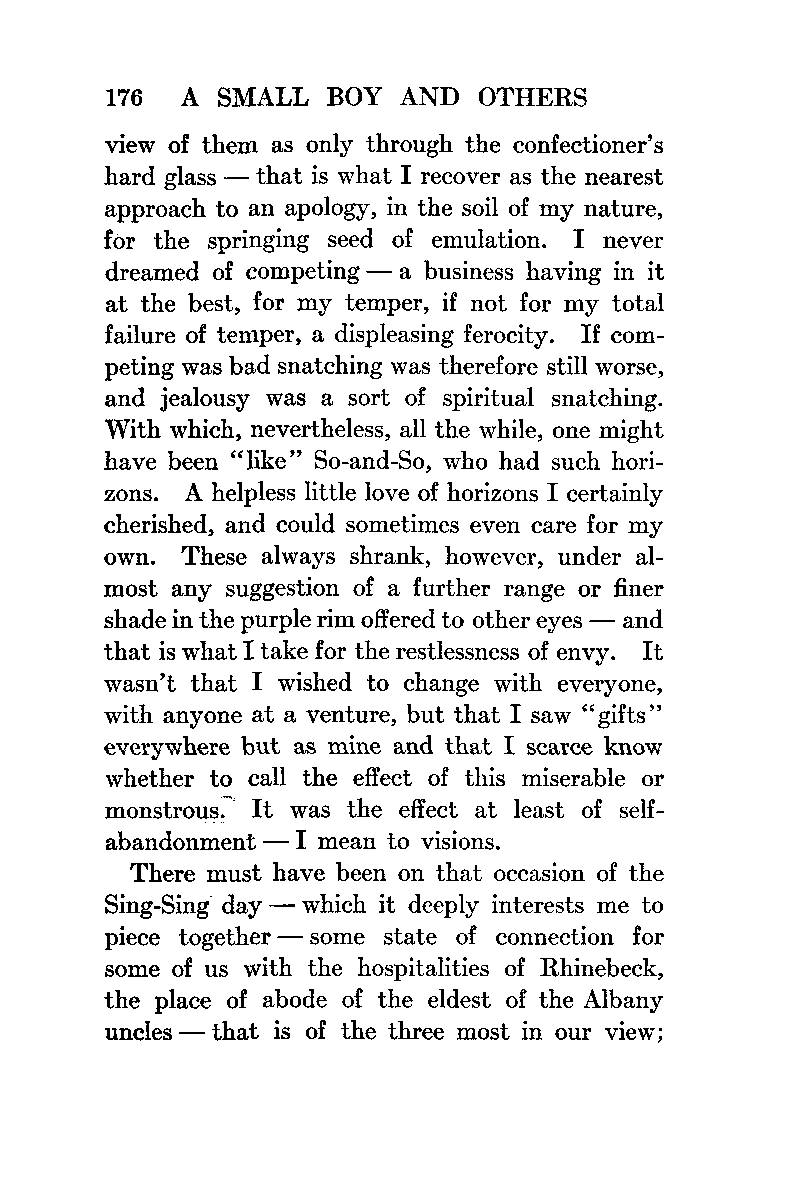 176 A SMALL BOY AND OTHERS
view of them as only through the confectioner's
hard glass — that is what I recover as the nearest
approach to an apology, in the soil of my nature,
for the springing seed of emulation. I never
dreamed of competing — a business having in it
at the best, for my temper, if not for my total
failure of temper, a displeasing ferocity. If com-
peting was bad snatching was therefore still worse,
and jealousy was a sort of spiritual snatching.
With which, nevertheless, all the while, one might
have been "like" So-and-So, who had such hori-
zons. A helpless little love of horizons I certainly
cherished, and could sometimes even care for my
own. These always shrank, however, under al-
most any suggestion of a further range or finer
shade in the purple rim offered to other eyes — and
that is what I take for the restlessness of envy. It
wasn't that I wished to change with everyone,
with anyone at a venture, but that I saw "gifts"
everywhere but as mine and that I scarce know
whether to call the effect of this miserable or
monstrous. It was the effect at least of self-
abandonment — I mean to visions.
There must have been on that occasion of the
Sing-Sing day — which it deeply interests me to
piece together — some state of connection for
some of us with the hospitalities of Rhinebeck,
the place of abode of the eldest of the Albany
uncles — that is of the three most in our view;